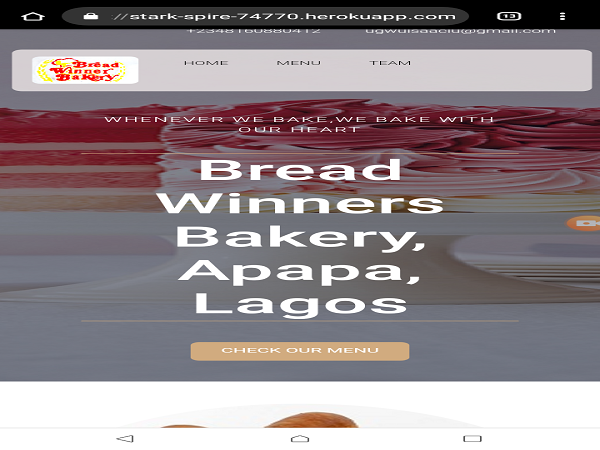 //stark-spire-74770.herokuapp.com
13
+2348160880412 ugwuisaaclu@gmail.com
Bread
Winner
Bakery
HOME MENU TEAM
WHENEVER WE BAKE,WE BAKE WITH
OUR HEART
Bread
Winners
Bakery,
Apapa,
Lagos
CHECK OUR MENU